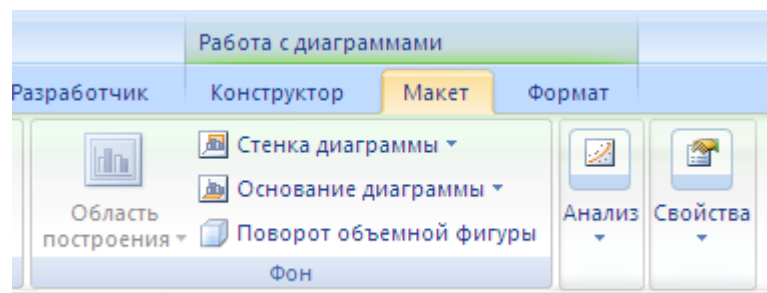 Работа с диаграммами
Разработчик Конструктор Макет Формат
Область построения
Стенка диаграммы
Основание диаграммы
Поворот объемной фигуры
Анализ
Свойства
Фон